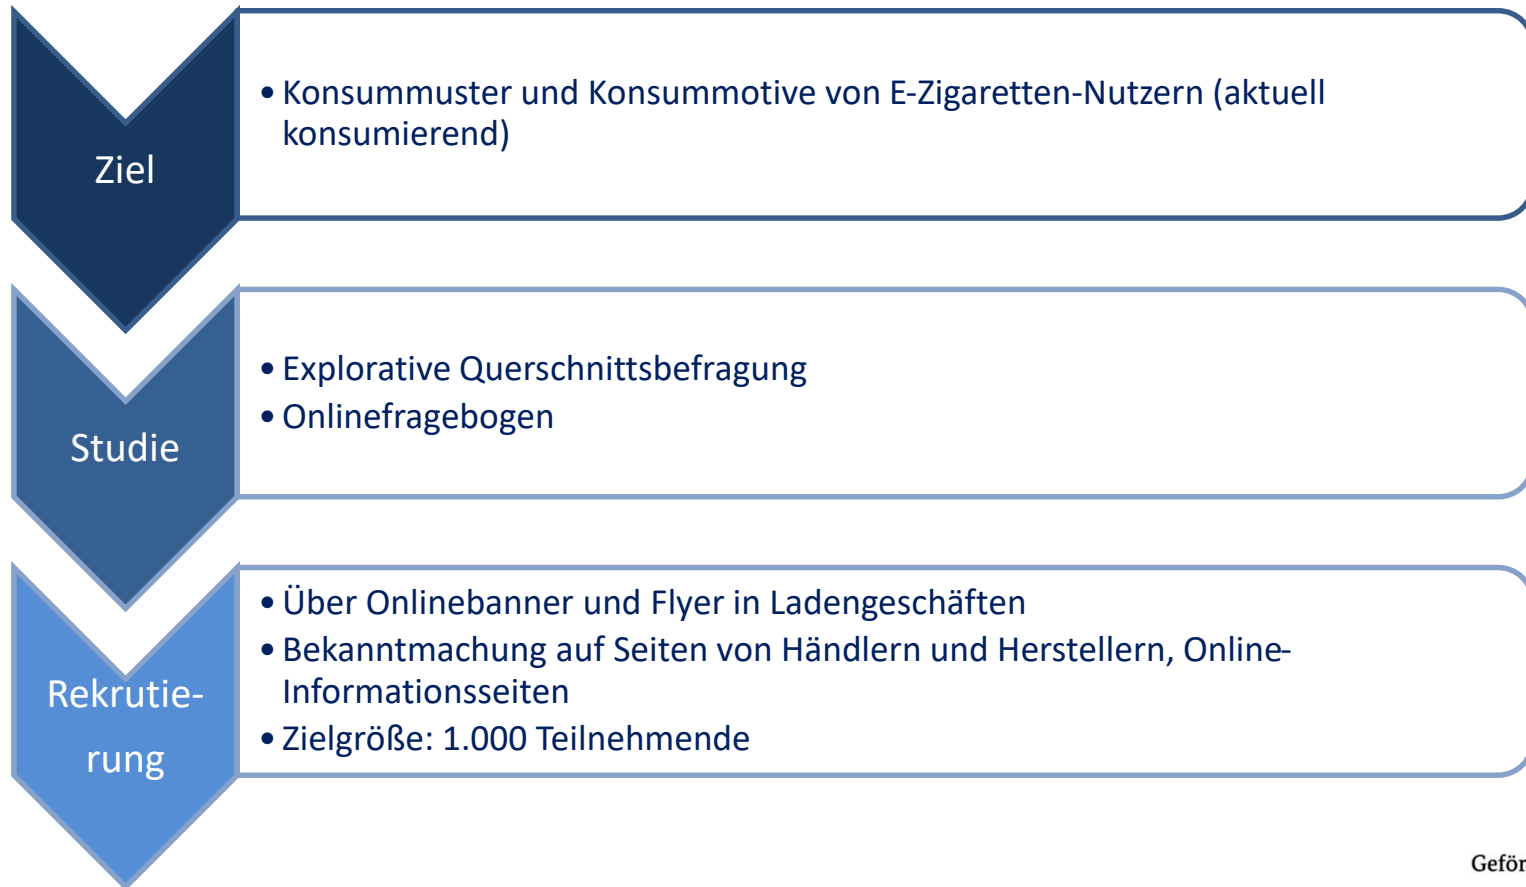 Ziel
• Konsummuster und Konsummotive von E-Zigaretten-Nutzern (aktuell
konsumierend)
Studie
• Explorative Querschnittsbefragung
• Onlinefragebogen
Rekrutie-
rung
• Über Onlinebanner und Flyer in Ladengeschäften
• Bekanntmachung auf Seiten von Händlern und Herstellern, Online-
Informationsseiten
• Zielgröße: 1.000 Teilnehmende
Geför